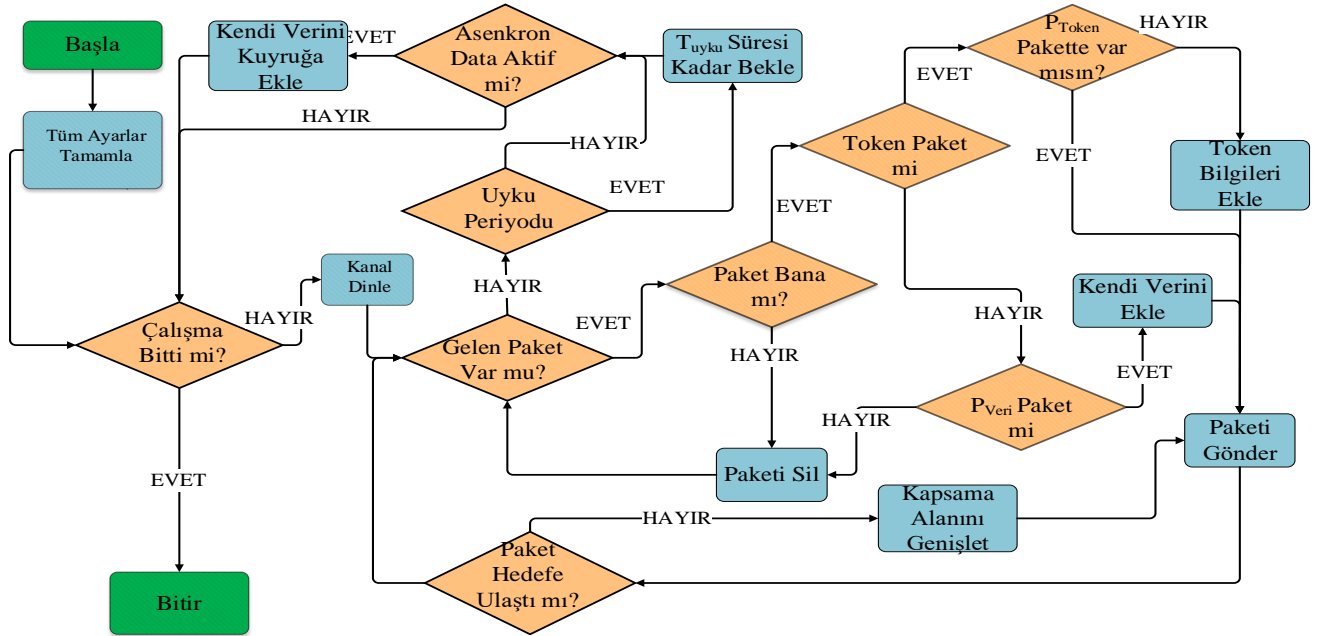 Başla
Tüm Ayarlar
Tamamla
Çalışma
Bitti mi?
EVET
Bitir
HAYIR
Kanal
Dinle
Kendi Verini
Kuyruğa
Ekle
EVET
Asenkron
Data Aktif
mi?
HAYIR
Tuyku Süresi
Kadar Bekle
HAYIR
Uyku
Periyodu
EVET
HAYIR
Gelen Paket
Var mu?
EVET
Paket Bana
mı?
EVET
HAYIR
Paketi Sil
Token Paket
mi
EVET
PToken
Pakette var
mısın?
HAYIR
EVET
Token
Bilgileri
Ekle
Kendi Verini
Ekle
EVET
PVeri Paket
mi
HAYIR
Paketi
Gönder
Kapsama
Alanını
Genişlet
HAYIR
Paket
Hedefe
Ulaştı mı?